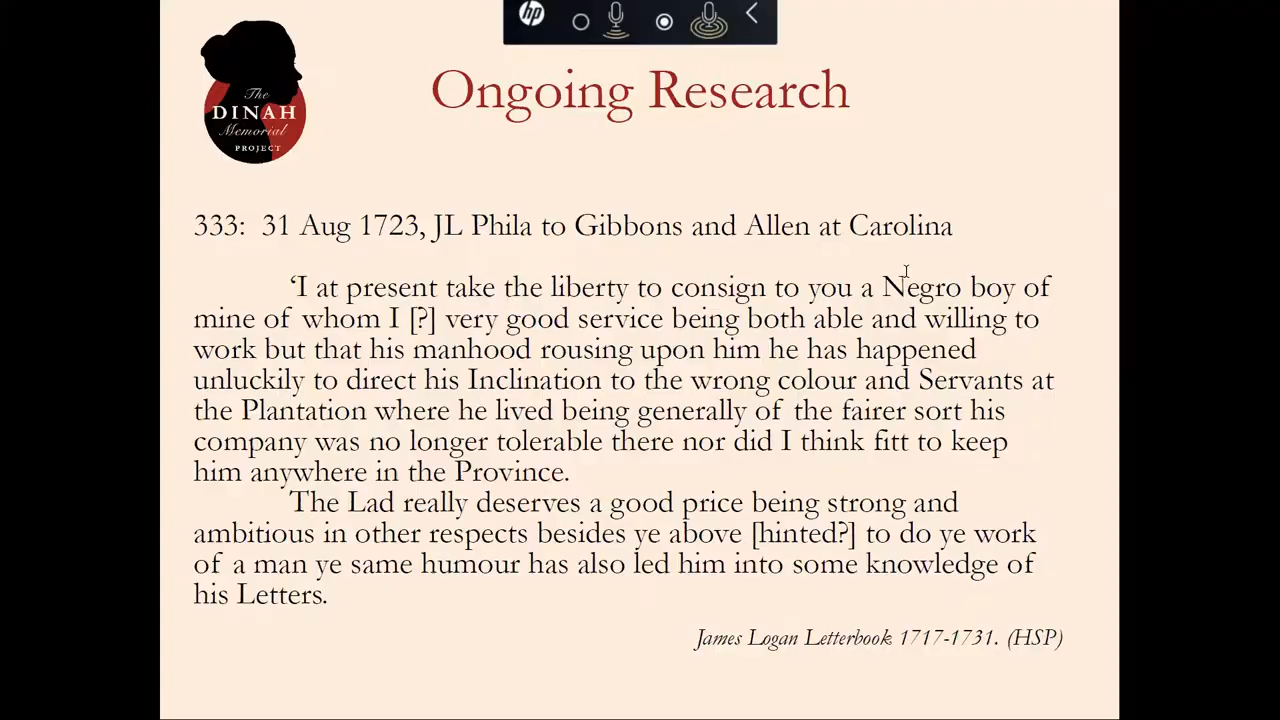 hp
The
DINAH
Memorial
PROJECT
Ongoing Research
333:  31 Aug 1723, JL Phila to Gibbons and Allen at Carolina
‘I at present take the liberty to consign to you a Negro boy of
mine of whom I [?] very good service being both able and willing to
work but that his manhood rousing upon him he has happened
unluckily to direct his Inclination to the wrong colour and Servants at
the Plantation where he lived being generally of the fairer sort his
company was no longer tolerable there nor did I think fitt to keep
him anywhere in the Province.
The Lad really deserves a good price being strong and
ambitious in other respects besides ye above [hinted?] to do ye work
of a man ye same humour has also led him into some knowledge of
his Letters.
James Logan Letterbook 1717-1731. (HSP)